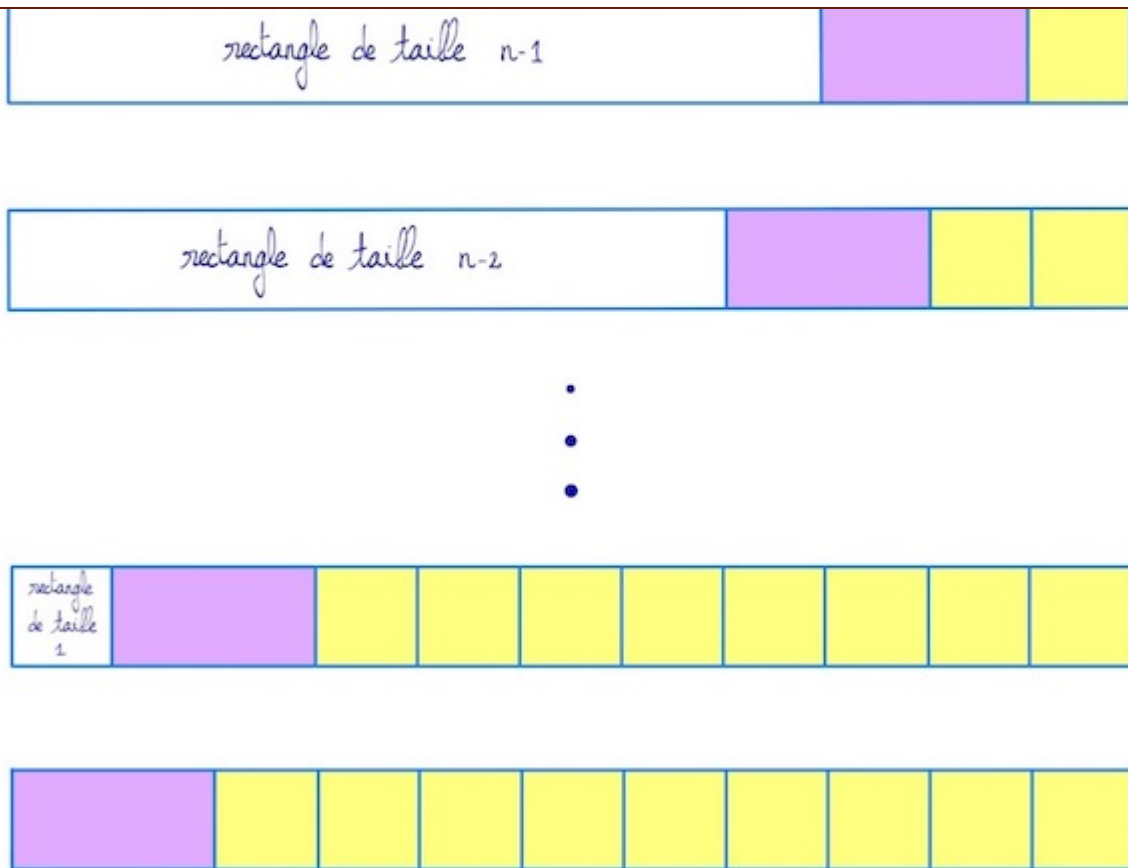 rectangle de taille n-1
rectangle de taille n-2
rectangle
de taille
1